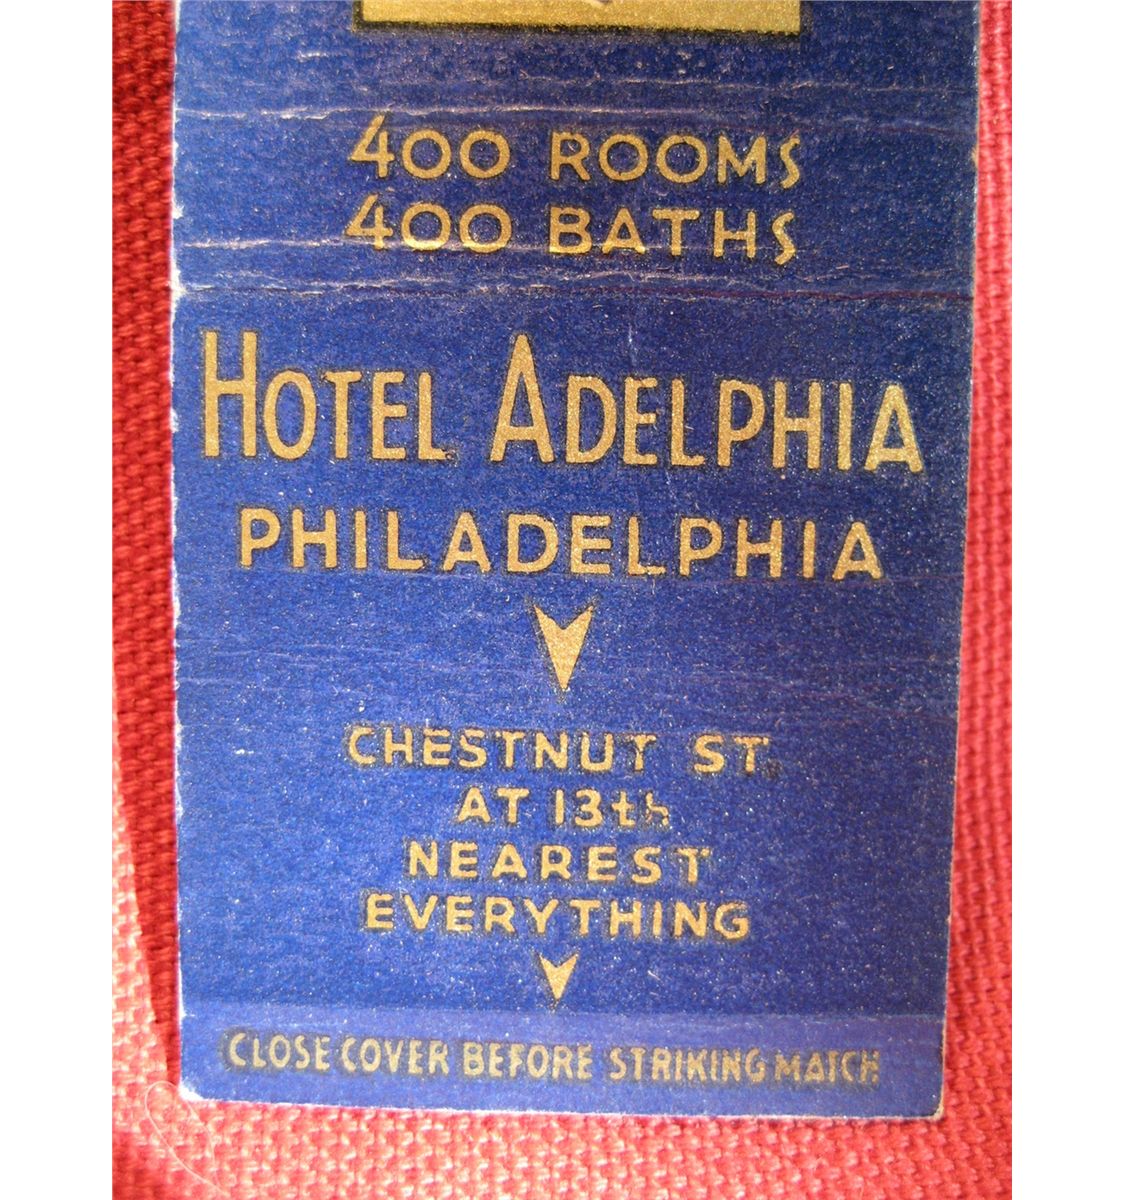 400 ROOMS
400 BATHS
HOTEL ADELPHIA
PHILADELPHIA
CHESTNUT ST.
AT 13th
NEAREST
EVERYTHING
CLOSE COVER BEFORE STRIKING MATCH